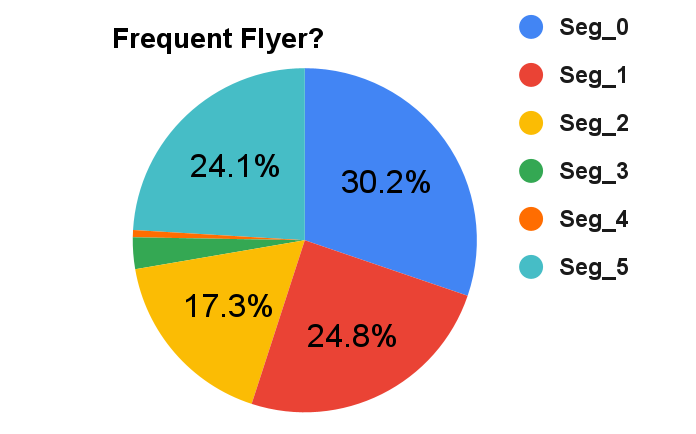 Frequent Flyer?
Seg_0
Seg_1
Seg_2
Seg_3
Seg_4
Seg_5
24.1%
30.2%
17.3%
24.8%